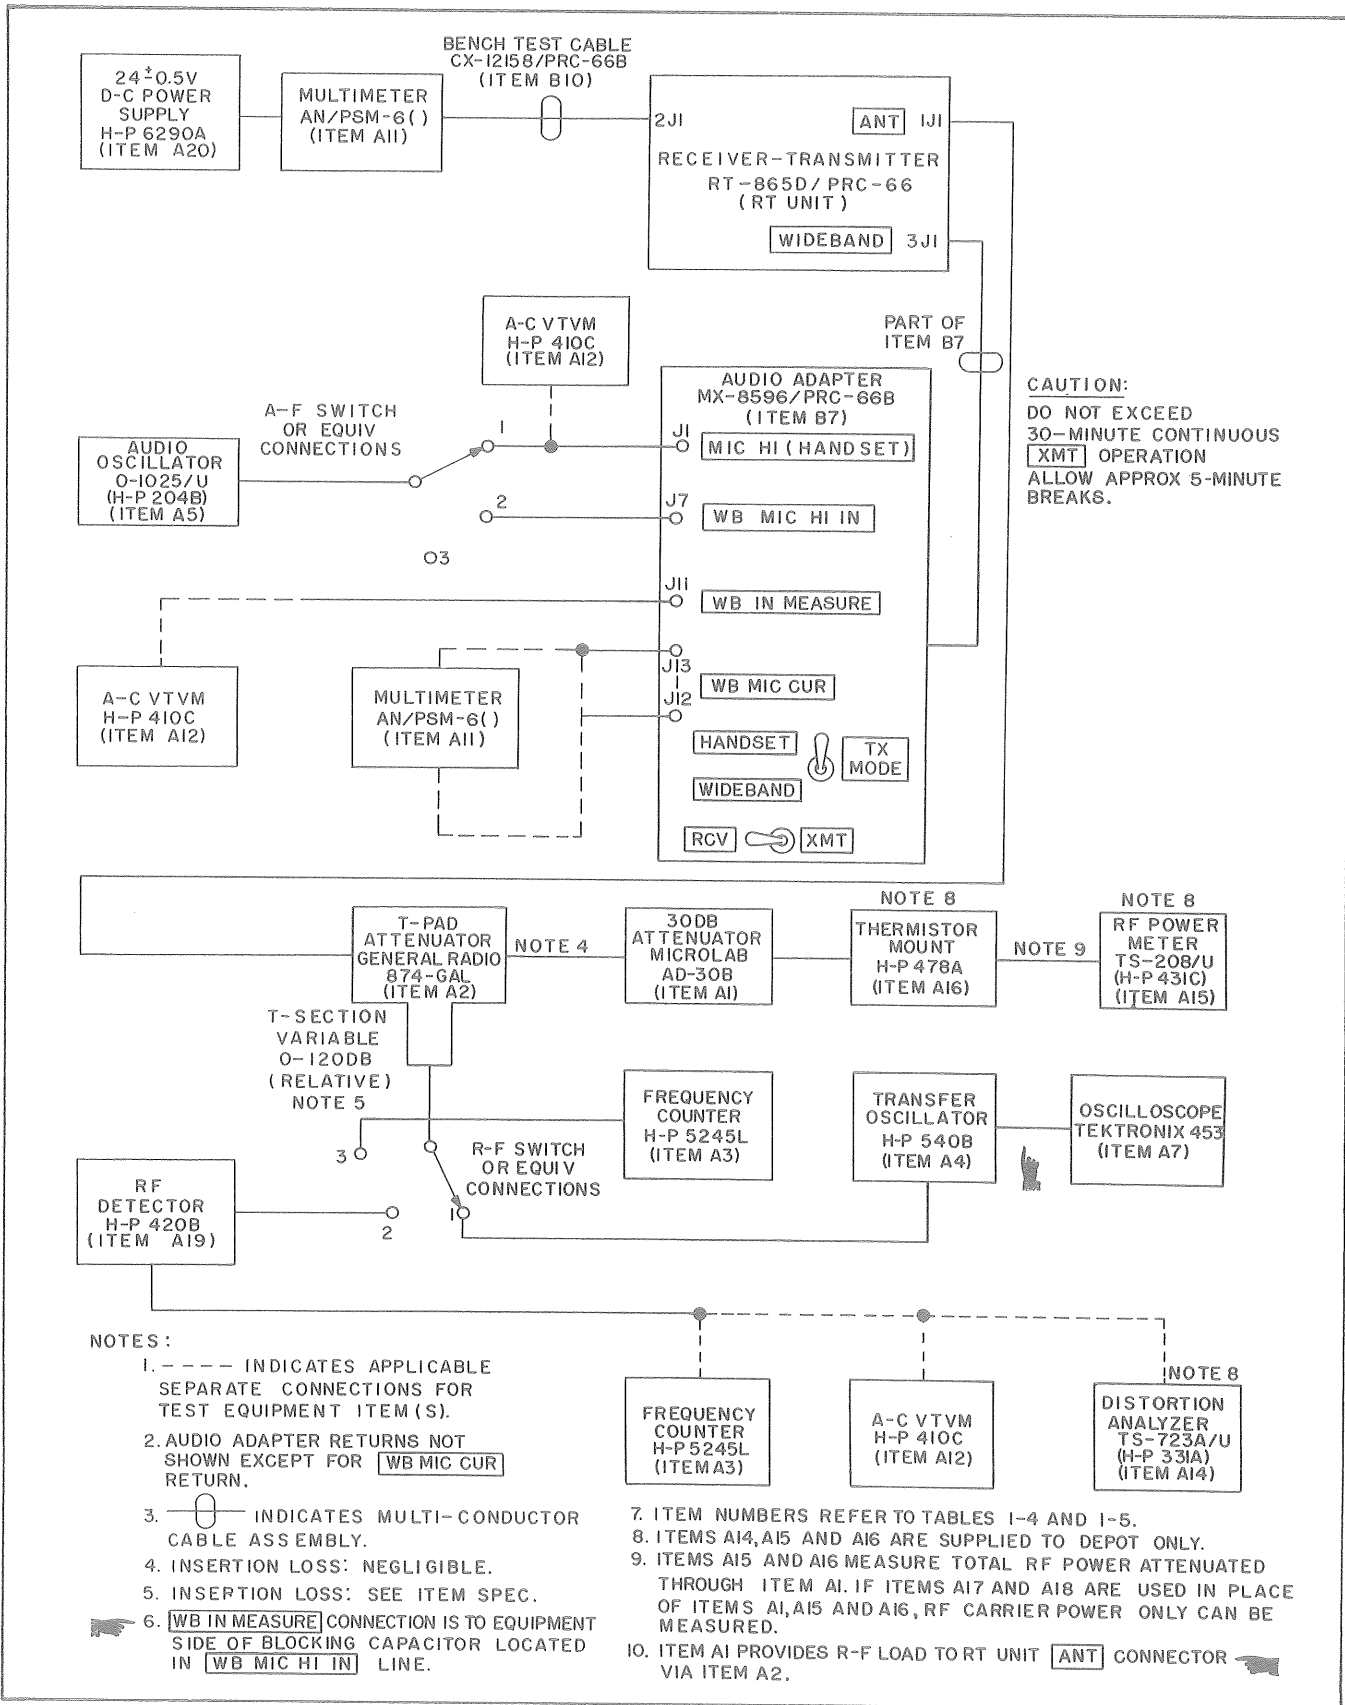 24±0.5V
D-C POWER
SUPPLY
H-P 6290A
(ITEM A20)
MULTIMETER
AN/PSM-6()
(ITEM A11)
BENCH TEST CABLE
CX-12158/PRC-66B
(ITEM B10)
2J1
ANT 1J1
RECEIVER-TRANSMITTER
RT-865D/PRC-66
(RT UNIT)
WIDEBAND 3J1
A-C VTVM
H-P 410C
(ITEM A12)
PART OF
ITEM B7
A-F SWITCH
OR EQUIV
CONNECTIONS
AUDIO
OSCILLATOR
O-1025/U
(H-P 204B)
(ITEM A5)
1
2
3
AUDIO ADAPTER
MX-8596/PRC-66B
(ITEM B7)
J1
MIC HI (HANDSET)
J7
WB MIC HI IN
J11
WB IN MEASURE
J13
WB MIC CUR
J12
HANDSET
TX
MODE
WIDEBAND
RCV
XMT
CAUTION:
DO NOT EXCEED
30-MINUTE CONTINUOUS
XMT OPERATION
ALLOW APPROX 5-MINUTE
BREAKS.
A-C VTVM
H-P 410C
(ITEM A12)
MULTIMETER
AN/PSM-6()
(ITEM A11)
T-PAD
ATTENUATOR
GENERAL RADIO
874-GAL
(ITEM A2)
NOTE 4
30DB
ATTENUATOR
MICROLAB
AD-30B
(ITEM A1)
NOTE 8
THERMISTOR
MOUNT
H-P 478A
(ITEM A16)
NOTE 9
NOTE 8
RF POWER
METER
TS-208/U
(H-P 431C)
(ITEM A15)
T-SECTION
VARIABLE
0-120DB
(RELATIVE)
NOTE 5
FREQUENCY
COUNTER
H-P 5245L
(ITEM A3)
TRANSFER
OSCILLATOR
H-P 540B
(ITEM A4)
OSCILLOSCOPE
TEKTRONIX 453
(ITEM A7)
3
R-F SWITCH
OR EQUIV
CONNECTIONS
1
2
RF
DETECTOR
H-P 420B
(ITEM A19)
FREQUENCY
COUNTER
H-P 5245L
(ITEM A3)
A-C VTVM
H-P 410C
(ITEM A12)
NOTE 8
DISTORTION
ANALYZER
TS-723A/U
(H-P 331A)
(ITEM A14)
NOTES:
1. ---- INDICATES APPLICABLE
SEPARATE CONNECTIONS FOR
TEST EQUIPMENT ITEM(S).
2. AUDIO ADAPTER RETURNS NOT
SHOWN EXCEPT FOR WB MIC CUR
RETURN.
3. INDICATES MULTI-CONDUCTOR
CABLE ASSEMBLY.
4. INSERTION LOSS: NEGLIGIBLE.
5. INSERTION LOSS: SEE ITEM SPEC.
6. WB IN MEASURE CONNECTION IS TO EQUIPMENT
SIDE OF BLOCKING CAPACITOR LOCATED
IN WB MIC HI IN LINE.
7. ITEM NUMBERS REFER TO TABLES 1-4 AND 1-5.
8. ITEMS A14, A15 AND A16 ARE SUPPLIED TO DEPOT ONLY.
9. ITEMS A15 AND A16 MEASURE TOTAL RF POWER ATTENUATED
THROUGH ITEM A1. IF ITEMS A17 AND A18 ARE USED IN PLACE
OF ITEMS A1, A15 AND A16, RF CARRIER POWER ONLY CAN BE
MEASURED.
10. ITEM A1 PROVIDES R-F LOAD TO RT UNIT ANT CONNECTOR
VIA ITEM A2.